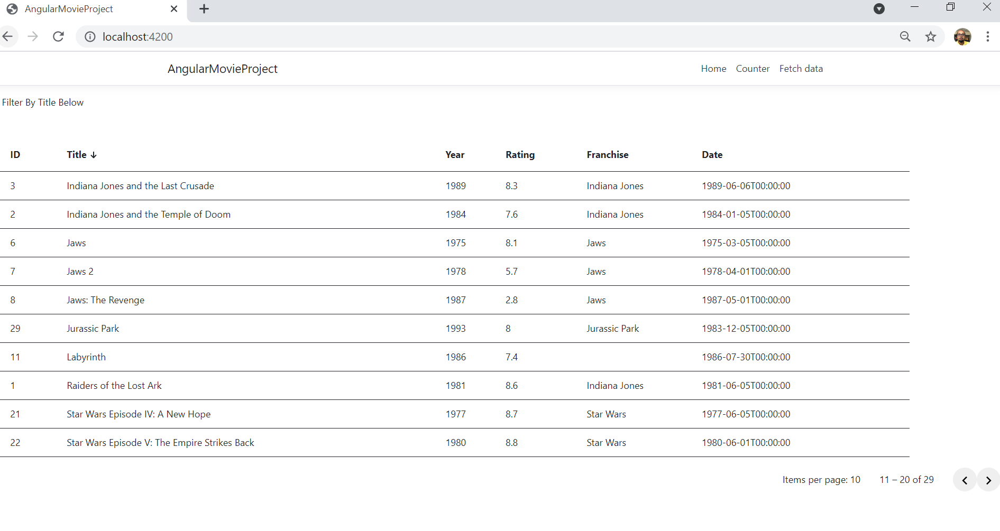 AngularMovieProject
localhost:4200
AngularMovieProject Home Counter Fetch data
Filter By Title Below
ID Title Year Rating Franchise Date
3 Indiana Jones and the Last Crusade 1989 8.3 Indiana Jones 1989-06-06T00:00:00
2 Indiana Jones and the Temple of Doom 1984 7.6 Indiana Jones 1984-01-05T00:00:00
6 Jaws 1975 8.1 Jaws 1975-03-05T00:00:00
7 Jaws 2 1978 5.7 Jaws 1978-04-01T00:00:00
8 Jaws: The Revenge 1987 2.8 Jaws 1987-05-01T00:00:00
29 Jurassic Park 1993 8 Jurassic Park 1983-12-05T00:00:00
11 Labyrinth 1986 7.4 1986-07-30T00:00:00
1 Raiders of the Lost Ark 1981 8.6 Indiana Jones 1981-06-05T00:00:00
21 Star Wars Episode IV: A New Hope 1977 8.7 Star Wars 1977-06-05T00:00:00
22 Star Wars Episode V: The Empire Strikes Back 1980 8.8 Star Wars 1980-06-01T00:00:00
Items per page: 10 11 – 20 of 29